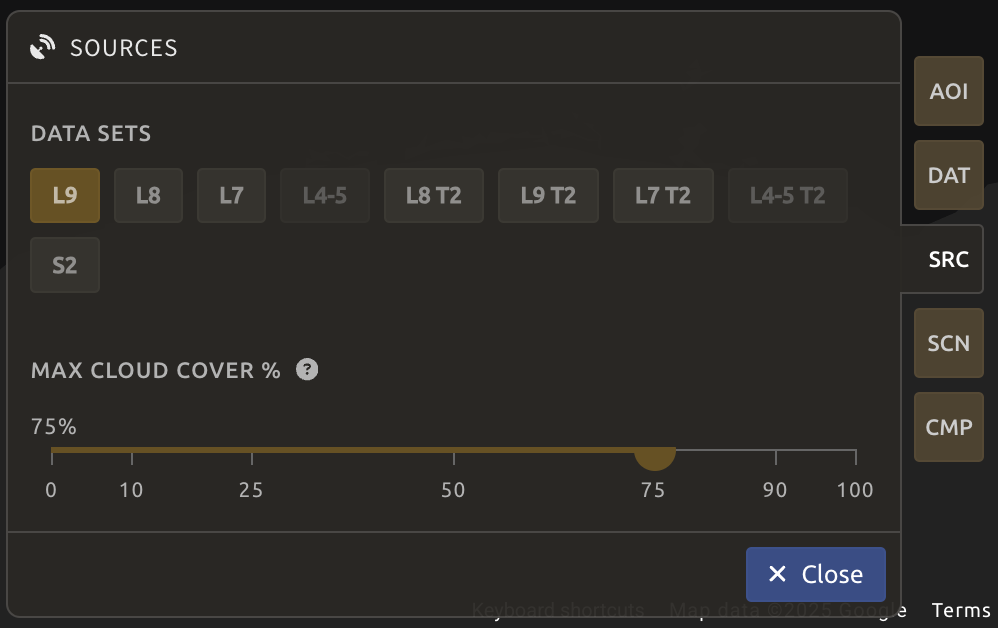 SOURCES
AOI
DATA SETS
DAT
L9 L8 L7 L4-5 L8 T2 L9 T2 L7 T2 L4-5 T2
S2
SRC
SCN
MAX CLOUD COVER % ?
75%
CMP
0 10 25 50 75 90 100
Close
Keyboard shortcuts Map data ©2025 Google Terms